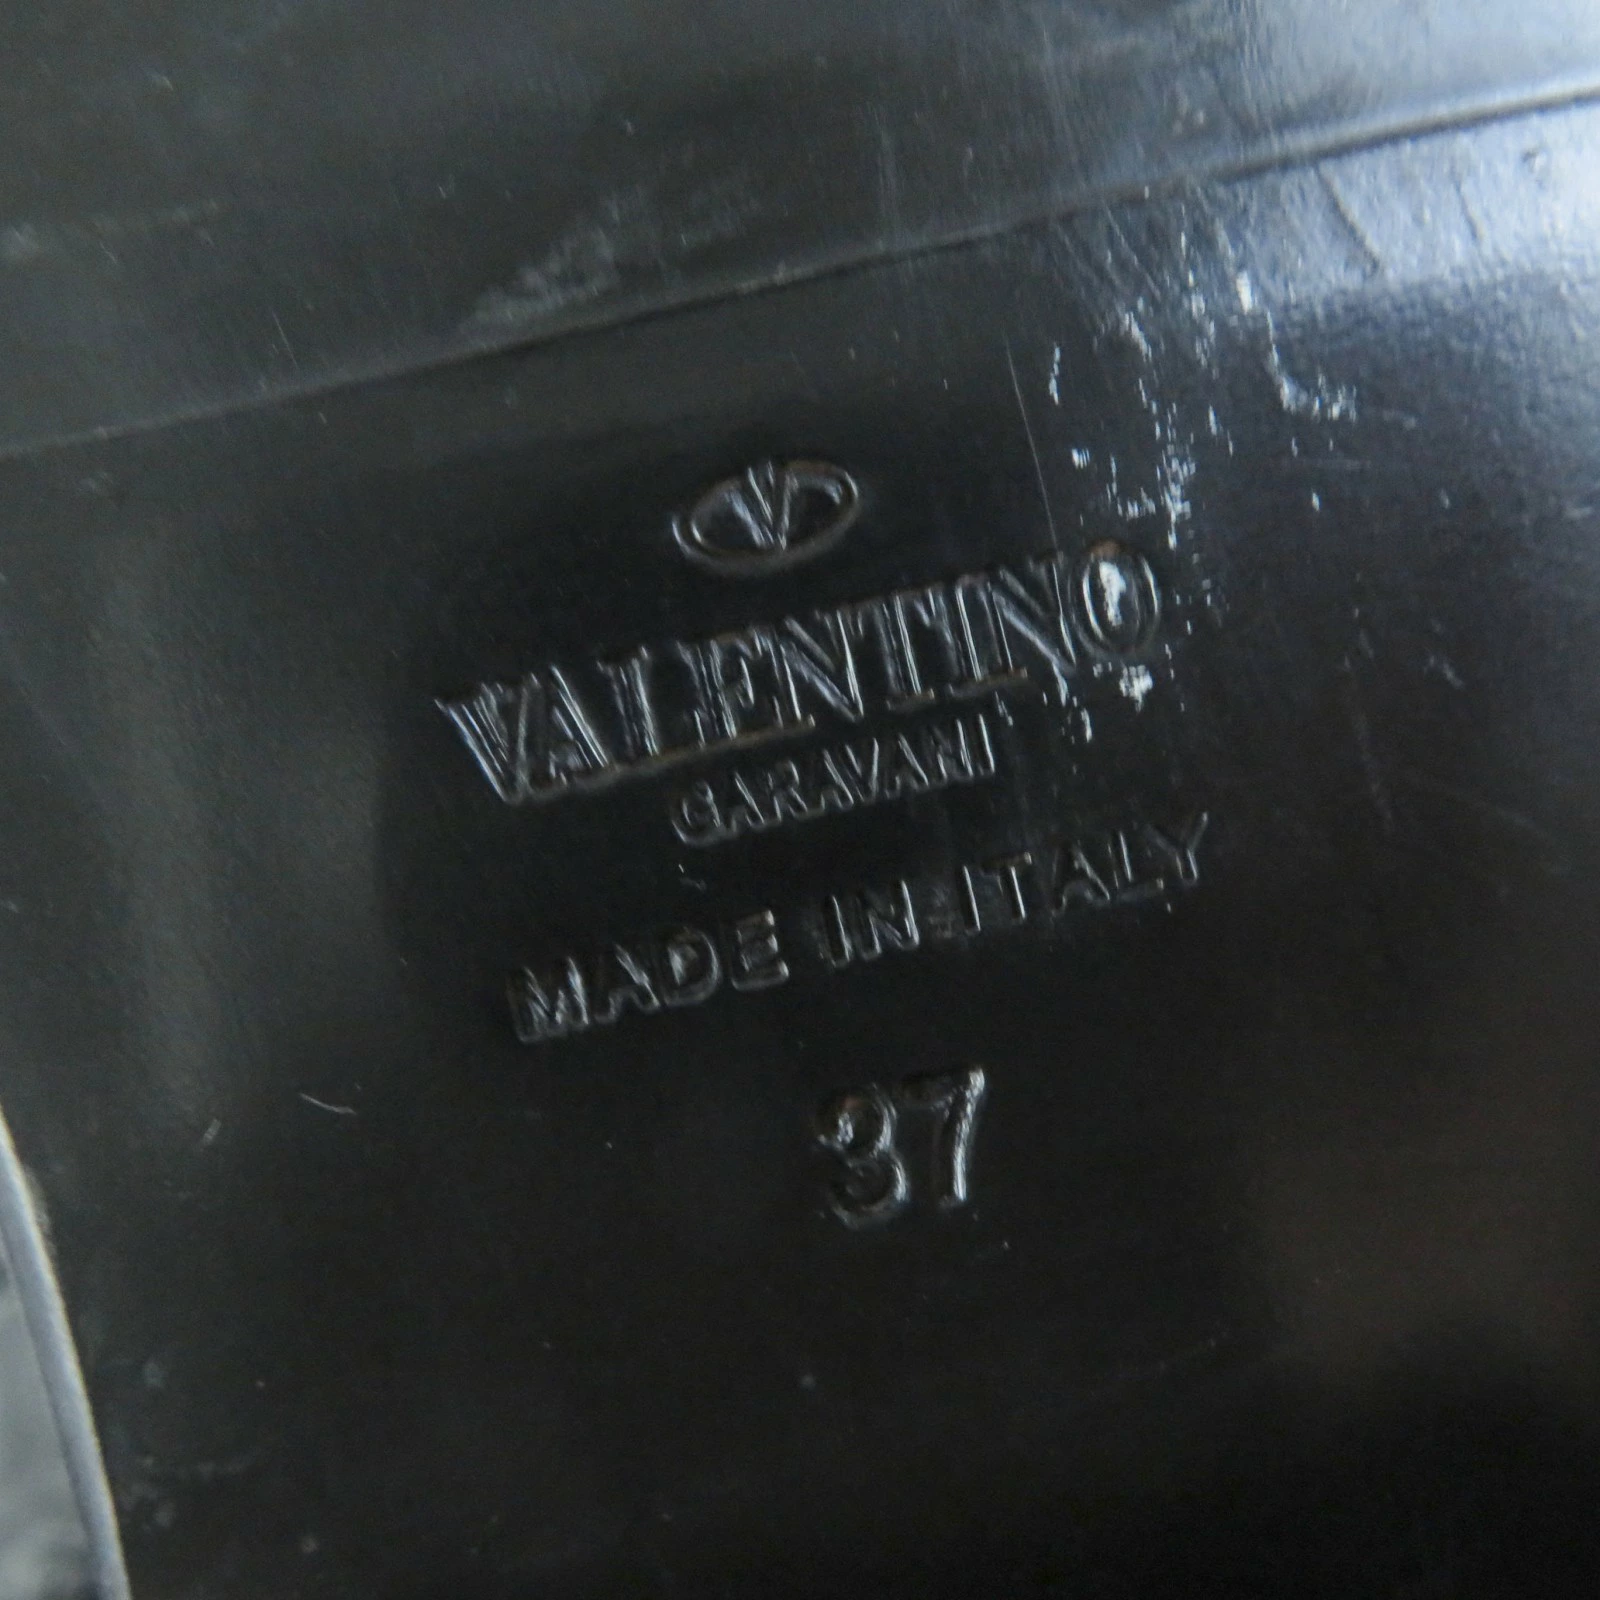 V
VALENTINO
GARAVANI
MADE IN ITALY
37